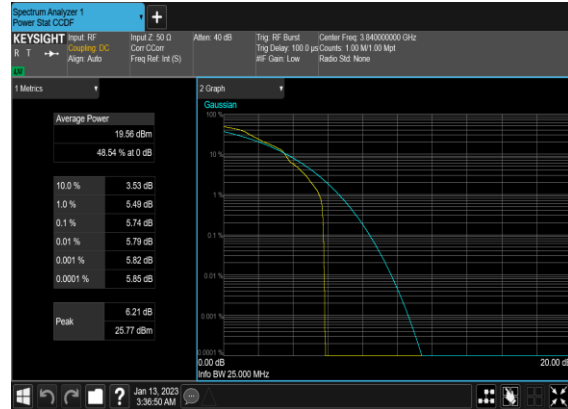 Spectrum Analyzer 1
Power Stat CCDF
KEYSIGHT
R T
LM
Input: RF
Coupling: DC
Align: Auto
Input Z: 50 Ω
Corr CCorr
Freq Ref: Int (S)
Atten: 40 dB
Trig: RF Burst
Trig Delay: 100.0 µs
#IF Gain: Low
Center Freq: 3.840000000 GHz
Counts: 1.00 M/1.00 Mpt
Radio Std: None
1 Metrics
Average Power
19.56 dBm
48.54 % at 0 dB
10.0 % 3.53 dB
1.0 % 5.49 dB
0.1 % 5.74 dB
0.01 % 5.79 dB
0.001 % 5.82 dB
0.0001 % 5.85 dB
Peak
6.21 dB
25.77 dBm
2 Graph
Gaussian
100 %
10 %
1 %
0.1 %
0.01 %
0.001 %
0.0001 %
0.00 dB
20.00 dB
Info BW 25.000 MHz
?
Jan 13, 2023
3:36:50 AM